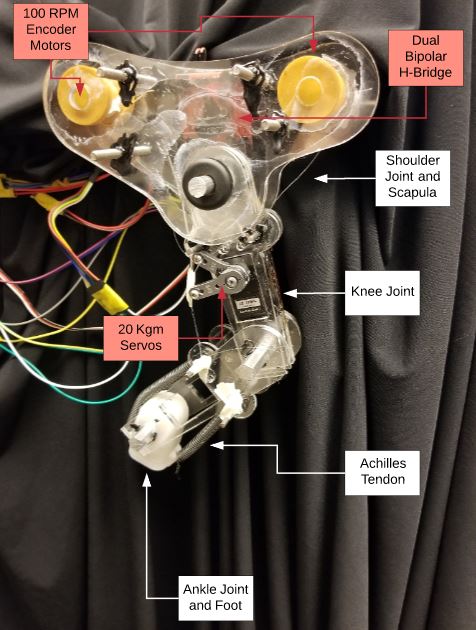 100 RPM
Encoder
Motors
Dual
Bipolar
H-Bridge
Shoulder
Joint and
Scapula
Knee Joint
20 Kgm
Servos
Achilles
Tendon
Ankle Joint
and Foot